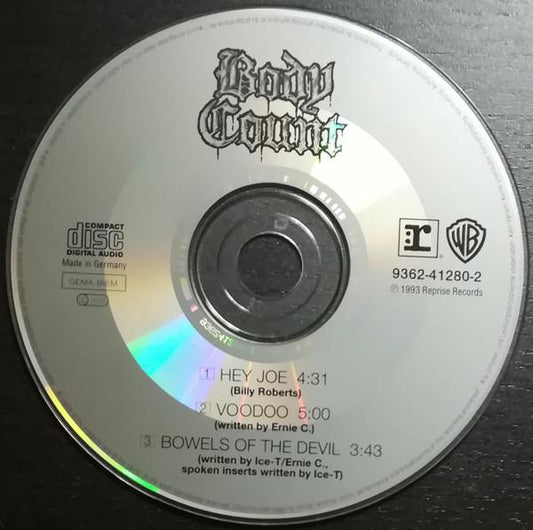 Body
Count
COMPACT
disc
DIGITAL AUDIO
Made in Germany
GEMA, BIEM
r
WB
9362-41280-2
℗ 1993 Reprise Records
1 HEY JOE 4:31
(Billy Roberts)
2 VOODOO 5:00
(written by Ernie C.)
3 BOWELS OF THE DEVIL 3:43
(written by Ice-T/Ernie C.,
spoken inserts written by Ice-T)